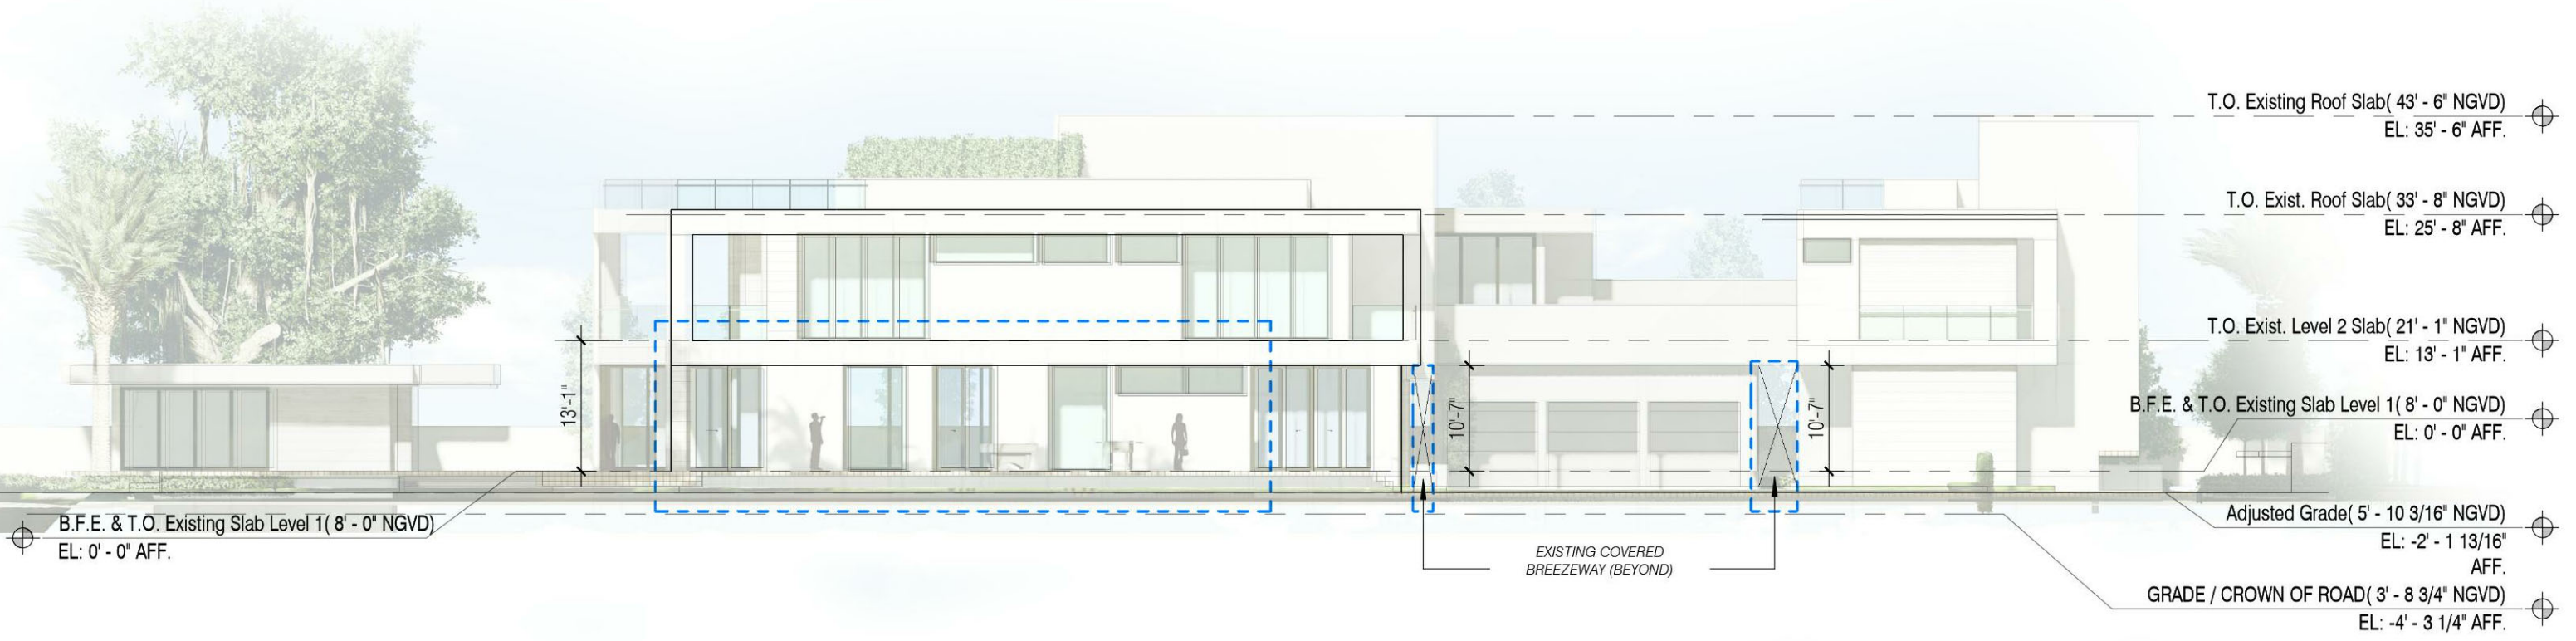 T.O. Existing Roof Slab( 43' - 6" NGVD)
EL: 35' - 6" AFF.
T.O. Exist. Roof Slab( 33' - 8" NGVD)
EL: 25' - 8" AFF.
T.O. Exist. Level 2 Slab( 21' - 1" NGVD)
EL: 13' - 1" AFF.
B.F.E. & T.O. Existing Slab Level 1( 8' - 0" NGVD)
EL: 0' - 0" AFF.
13'-1"
10'-7"
10'-7"
B.F.E. & T.O. Existing Slab Level 1( 8' - 0" NGVD)
EL: 0' - 0" AFF.
EXISTING COVERED
BREEZEWAY (BEYOND)
Adjusted Grade( 5' - 10 3/16" NGVD)
EL: -2' - 1 13/16"
AFF.
GRADE / CROWN OF ROAD( 3' - 8 3/4" NGVD)
EL: -4' - 3 1/4" AFF.